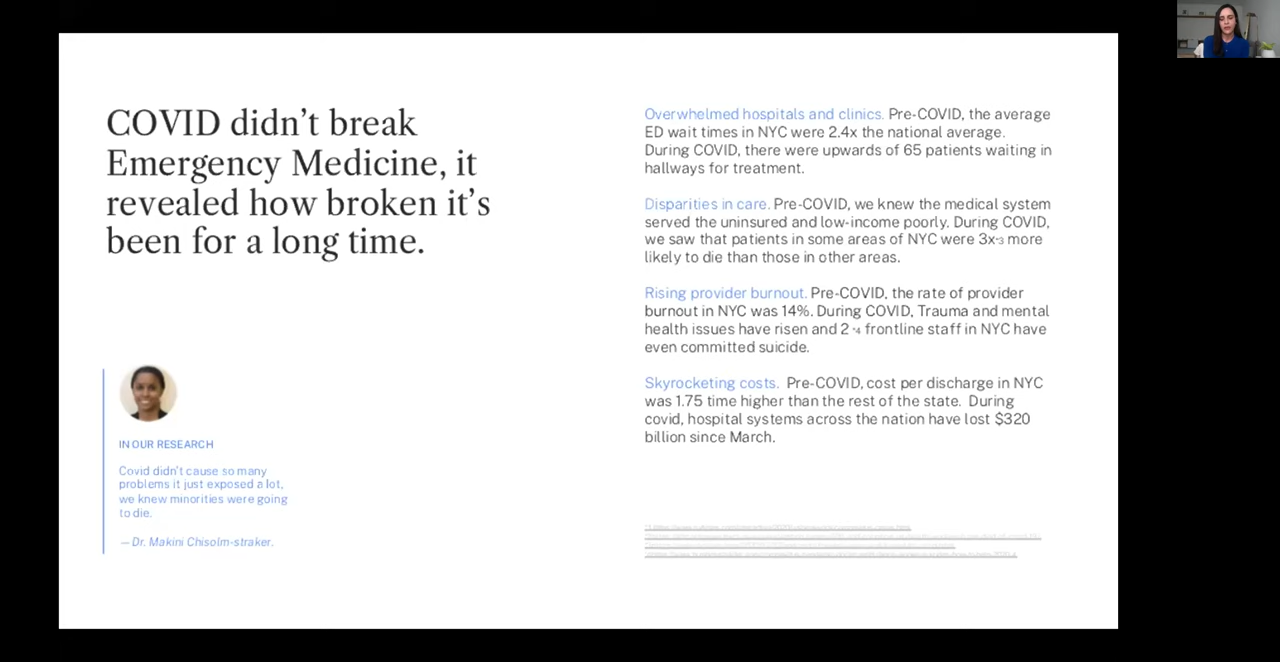 COVID didn’t break
Emergency Medicine, it
revealed how broken it’s
been for a long time.
IN OUR RESEARCH
Covid didn’t cause so many
problems it just exposed a lot,
we knew minorities were going
to die.
—Dr. Makini Chisolm-straker.
Overwhelmed hospitals and clinics. Pre-COVID, the average
ED wait times in NYC were 2.4x the national average.
During COVID, there were upwards of 65 patients waiting in
hallways for treatment.
Disparities in care. Pre-COVID, we knew the medical system
served the uninsured and low-income poorly. During COVID,
we saw that patients in some areas of NYC were 3x*3 more
likely to die than those in other areas.
Rising provider burnout. Pre-COVID, the rate of provider
burnout in NYC was 14%. During COVID, Trauma and mental
health issues have risen and 2 *4 frontline staff in NYC have
even committed suicide.
Skyrocketing costs. Pre-COVID, cost per discharge in NYC
was 1.75 time higher than the rest of the state. During
covid, hospital systems across the nation have lost $320
billion since March.